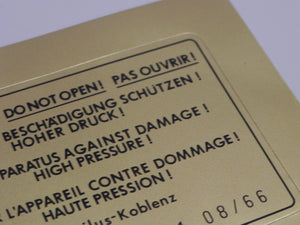 DO NOT OPEN! PAS OUVRIR!
BESCHÄDIGUNG SCHÜTZEN!
HOHER DRUCK!
PARATUS AGAINST DAMAGE!
HIGH PRESSURE!
L'APPAREIL CONTRE DOMMAGE!
HAUTE PRESSION!
-Koblenz
08/66